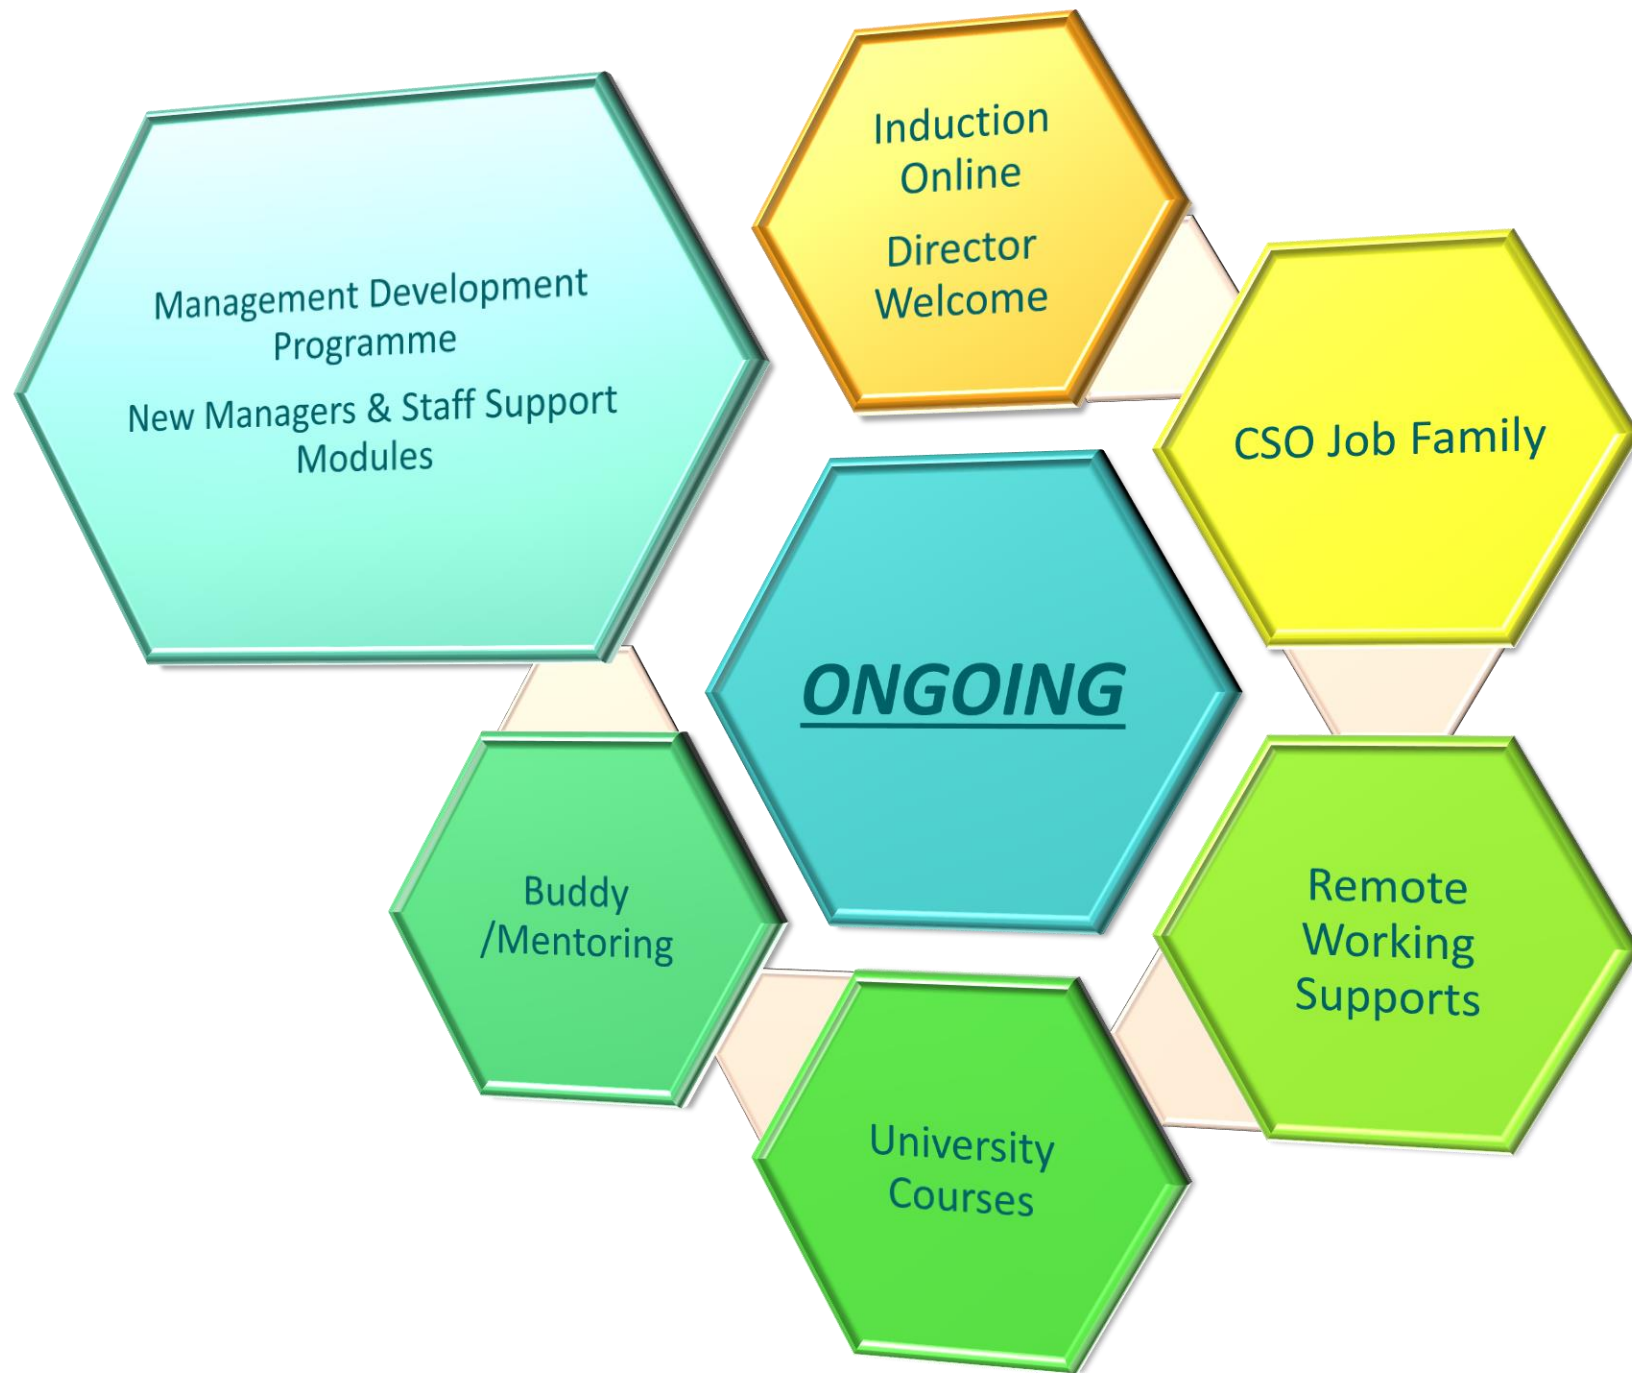 Induction
Online
Director
Welcome
CSO Job Family
Remote
Working
Supports
University
Courses
Buddy
/Mentoring
Management Development
Programme
New Managers & Staff Support
Modules
ONGOING